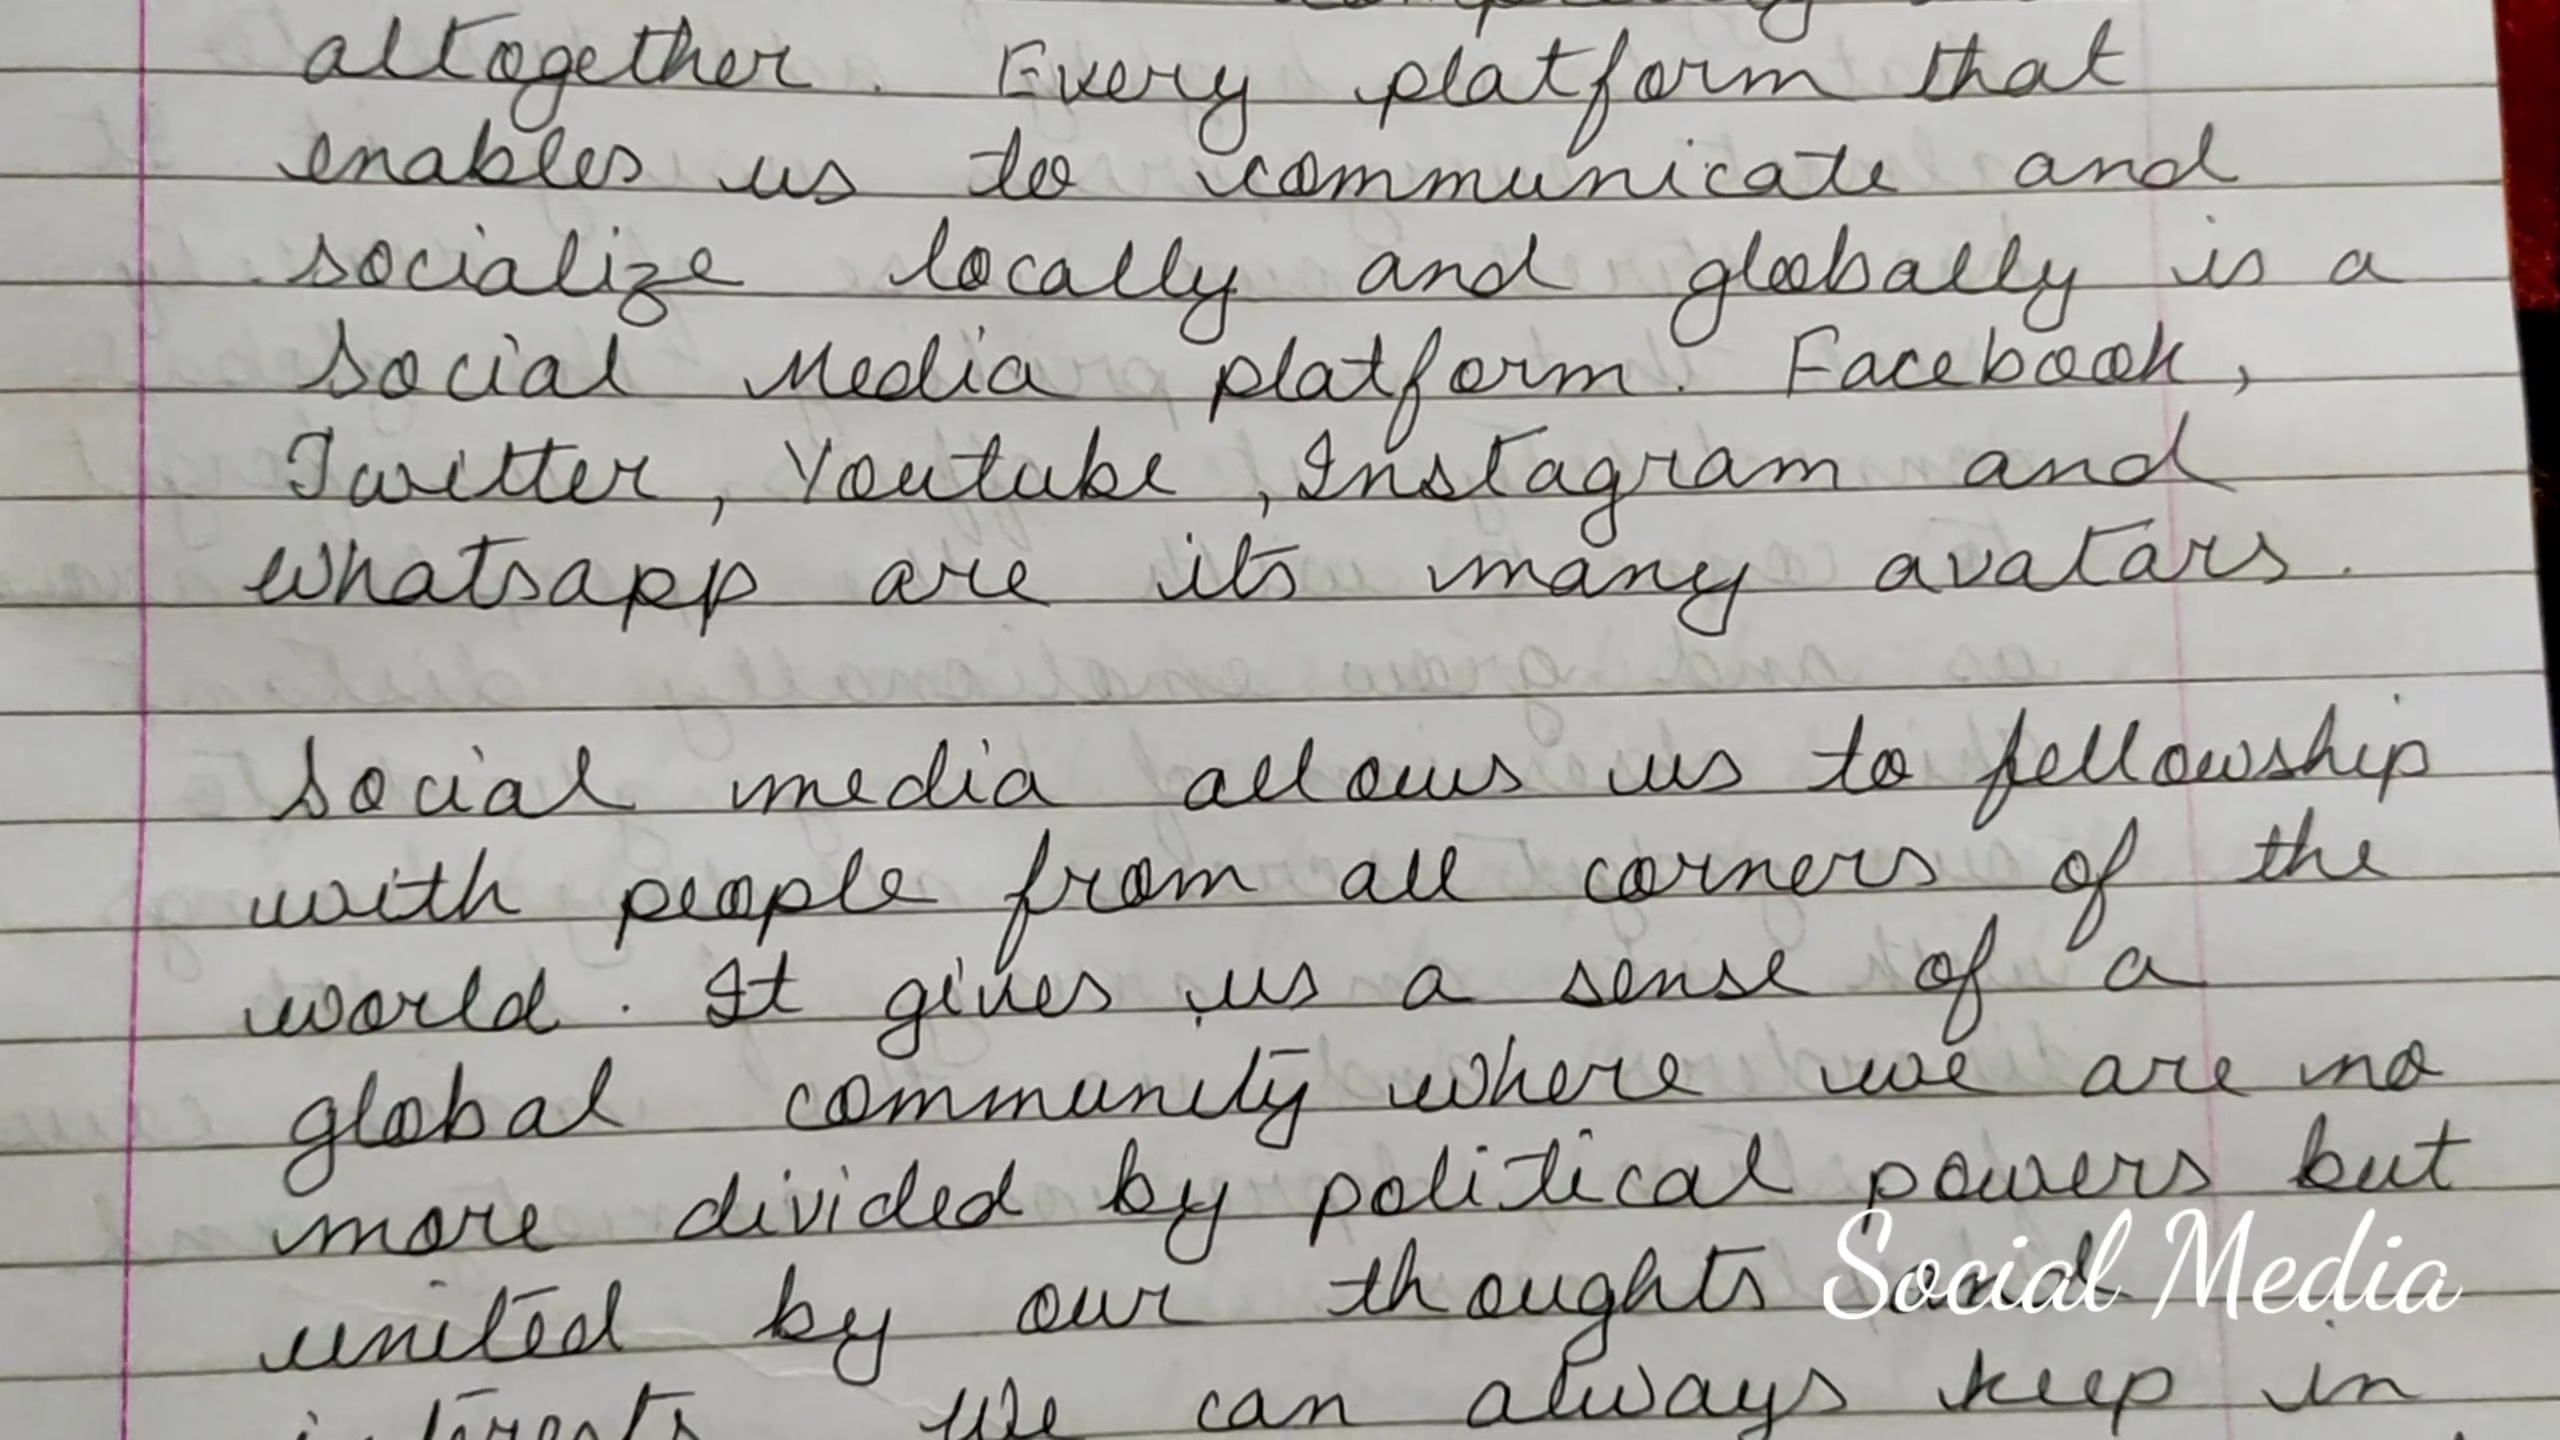 altogether. Every platform that
enables us to communicate and
socialize locally and globally is a
Social Media platform. Facebook,
Twitter, Youtube, Instagram and
Whatsapp are its many avatars.
Social media allows us to fellowship
with people from all corners of the
world. It gives us a sense of a
global community where we are no
more divided by political powers but
united by our thoughts and
Social Media
interests We can always keep in